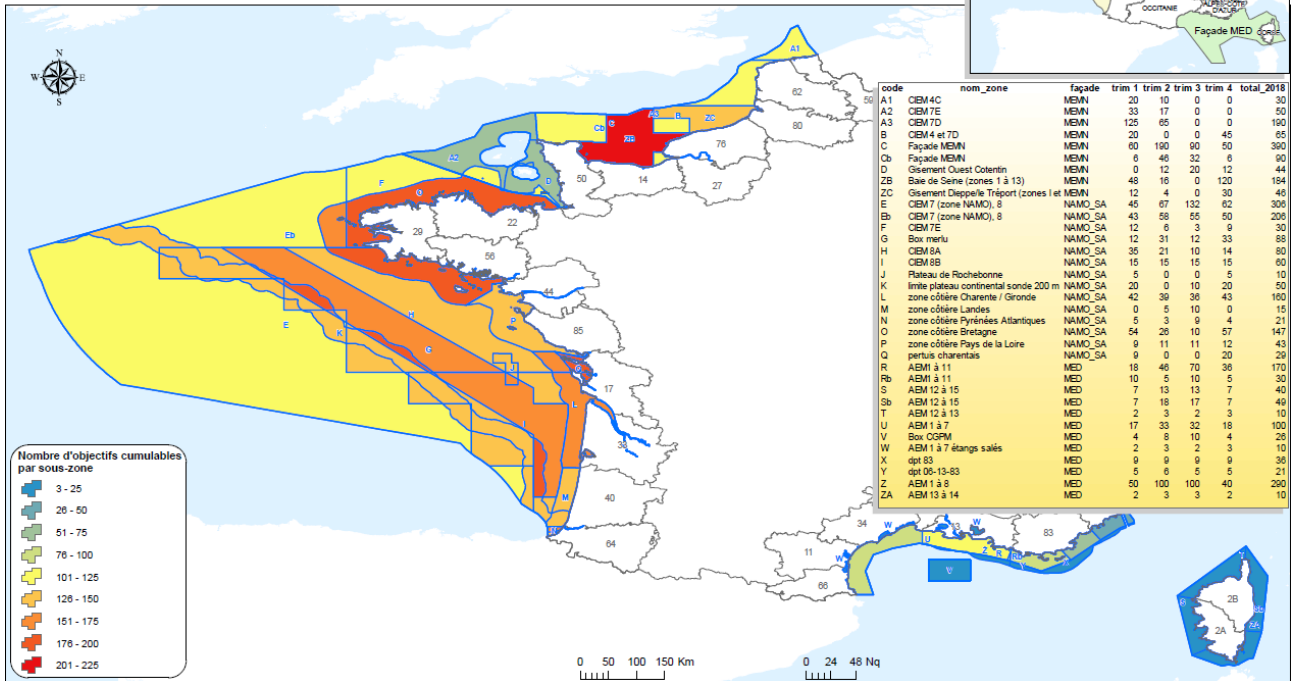 OCCITANIE
Façade MED
CORSE
N
W E
S
code nom_zone façade trim 1 trim 2 trim 3 trim 4 total_2018
A1 CIEM 4C MEMN 20 10 0 0 30
A2 CIEM 7E MEMN 33 17 0 0 50
A3 CIEM 7D MEMN 125 65 0 0 190
B CIEM 4 et 7D MEMN 20 0 0 45 65
C Façade MEMN MEMN 60 190 90 50 390
Cb Façade MEMN MEMN 6 46 32 6 90
D Gisement Ouest Cotentin MEMN 0 12 20 12 44
ZB Baie de Seine (zones 1 à 13) MEMN 48 16 0 120 184
ZC Gisement Dieppe/le Tréport (zones I et MEMN 12 4 0 30 46
E CIEM 7 (zone NAMO), 8 NAMO_SA 45 67 132 62 306
Eb CIEM 7 (zone NAMO), 8 NAMO_SA 43 58 55 50 206
F CIEM 7E NAMO_SA 12 6 3 9 30
G Box merlu NAMO_SA 12 31 12 33 88
H CIEM 8A NAMO_SA 35 21 10 14 80
I CIEM 8B NAMO_SA 15 15 15 15 60
J Plateau de Rochebonne NAMO_SA 5 0 0 5 10
K limite plateau continental sonde 200 m NAMO_SA 20 0 10 20 50
L zone côtière Charente / Gironde NAMO_SA 42 39 36 43 160
M zone côtière Landes NAMO_SA 0 5 10 0 15
N zone côtière Pyrénées Atlantiques NAMO_SA 5 3 9 4 21
O zone côtière Bretagne NAMO_SA 54 26 10 57 147
P zone côtière Pays de la Loire NAMO_SA 9 11 11 12 43
Q pertuis charentais NAMO_SA 9 0 0 20 29
R AEM1 à 11 MED 18 46 70 36 170
Rb AEM1 à 11 MED 10 5 10 5 30
S AEM 12 à 15 MED 7 13 13 7 40
Sb AEM 12 à 15 MED 7 18 17 7 49
T AEM 12 à 13 MED 2 3 2 3 10
U AEM 1 à 7 MED 17 33 32 18 100
V Box CGPM MED 4 8 10 4 26
W AEM 1 à 7 étangs salés MED 2 3 2 3 10
X dpt 83 MED 9 9 9 9 36
Y dpt 06-13-83 MED 5 6 5 5 21
Z AEM 1 à 8 MED 50 100 100 40 290
ZA AEM 13 à 14 MED 2 3 3 2 10
A1
62
59
A3 B ZC
C Cb
ZB
80
76
A2
D
50
14
27
F
22
29
Eb
56
44
H
E
K
P
G
85
J
17
L
I
40
M
64
34
W W
83
11
U
Z R Rb
Y
W
66
V
Y
2B
S
2A
ZA
Nombre d'objectifs cumulables
par sous-zone
3 - 25
26 - 50
51 - 75
76 - 100
101 - 125
126 - 150
151 - 175
176 - 200
201 - 225
0 50 100 150 Km
0 24 48 Nq